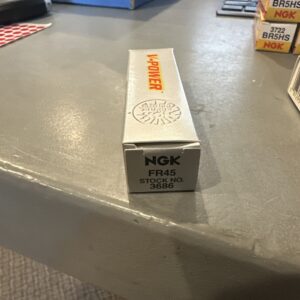 V-POWER
NGK
FR45
STOCK NO.
3686
BR5HS
NGK
3722
BR5HS
NGK